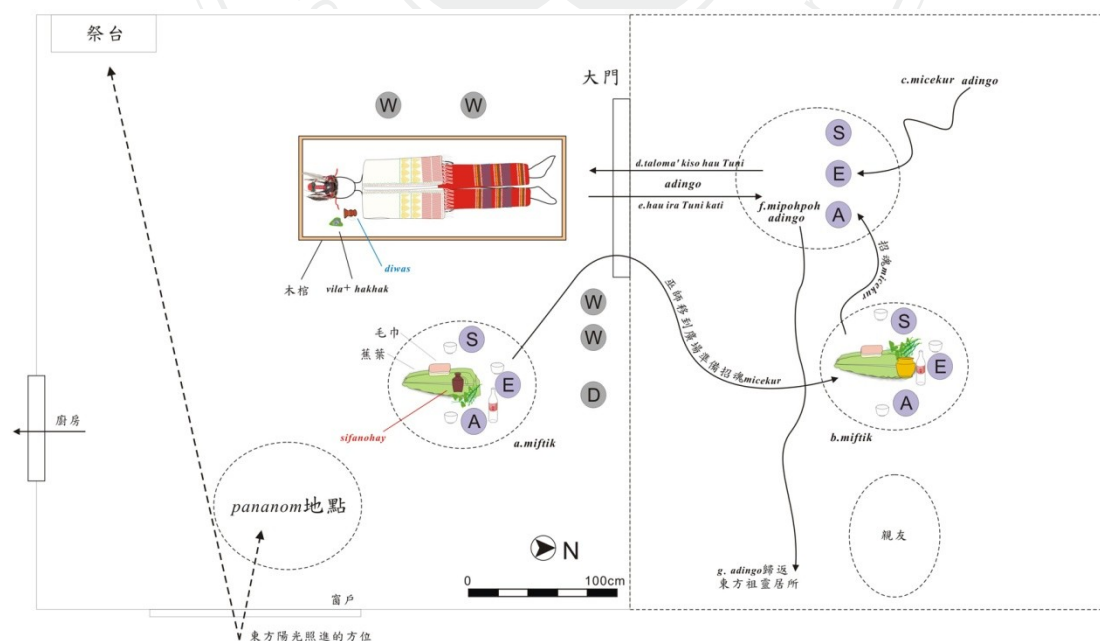 祭台
大門
W
W
c.micekur adingo
S
E
A
d.taloma' kiso hau Tuni
adingo
e.hau ira Tuni kati
f.mipohpoh
adingo
木棺
vila+ hakhak
diwas
招魂micekur
巫師移到廣場準備招魂micekur
毛巾
蕉葉
S
E
A
sifanohay
a.miftik
W
W
D
S
E
A
b.miftik
廚房
pananom地點
N
0
100cm
親友
g. adingo歸返
東方祖靈居所
窗戶
東方陽光照進的方位